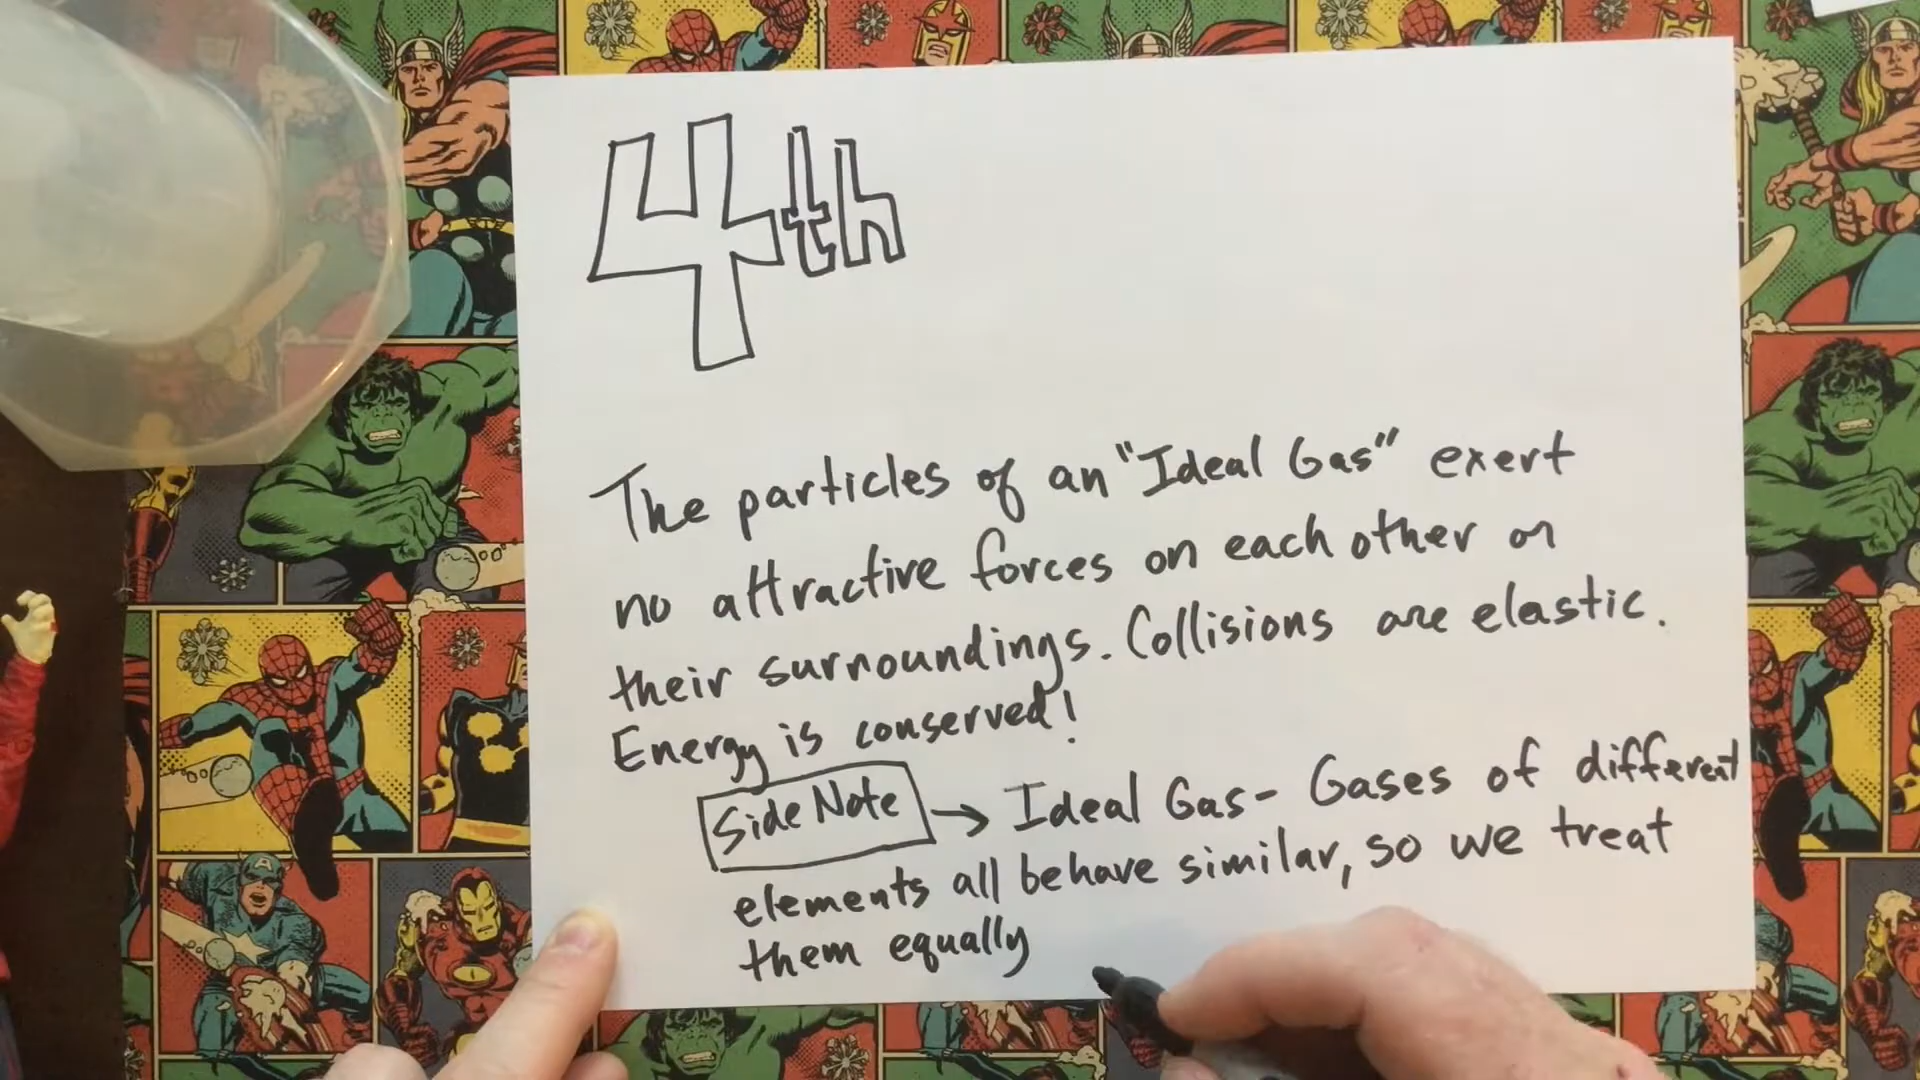 4th
The particles of an "Ideal Gas" exert
no attractive forces on each other or
their surroundings. Collisions are elastic.
Energy is conserved!
Side Note → Ideal Gas- Gases of different
elements all behave similar, so we treat
them equally